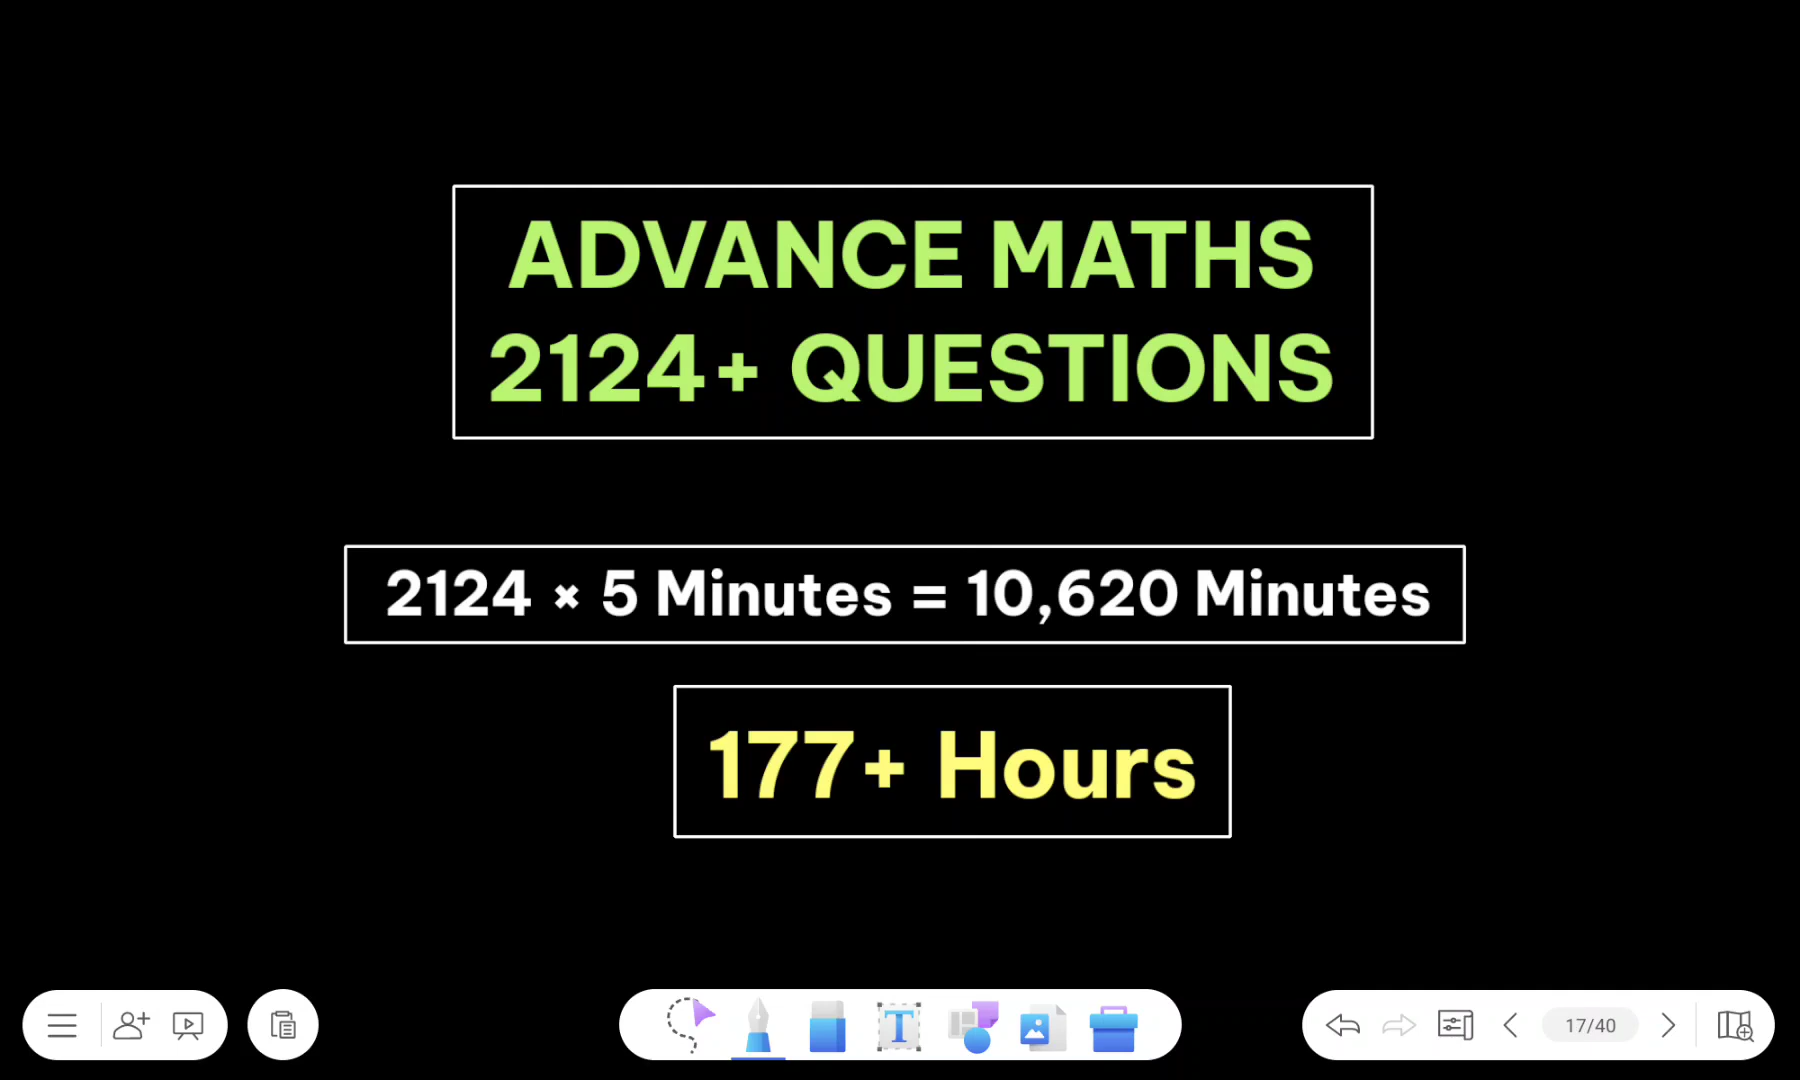 ADVANCE MATHS
2124+ QUESTIONS
2124 × 5 Minutes = 10,620 Minutes
177+ Hours
T
17/40